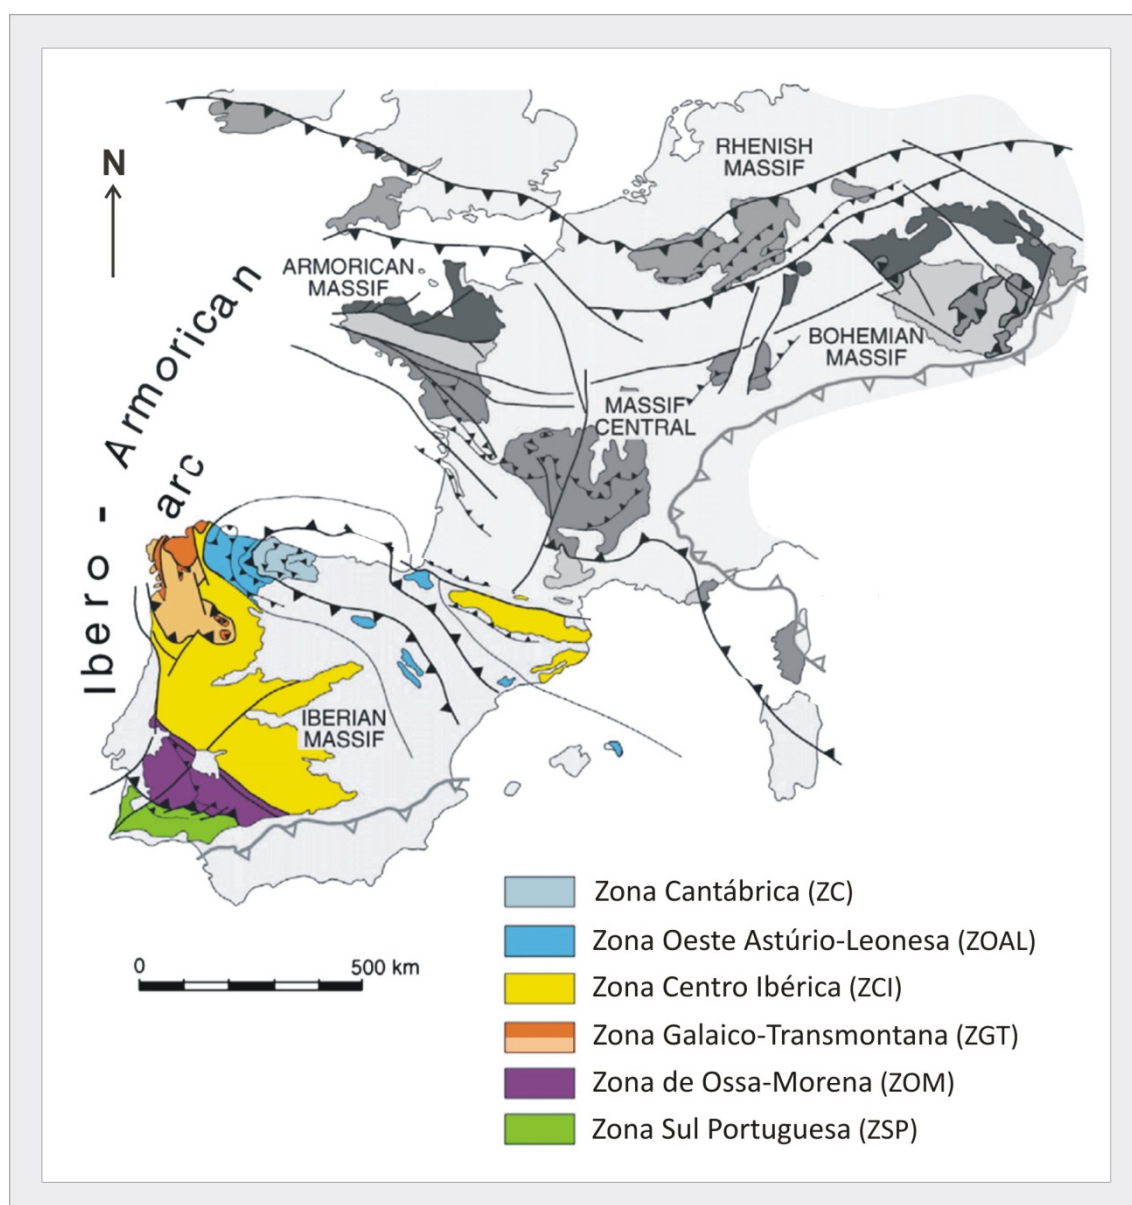 N
RHENISH
MASSIF
ARMORICAN
MASSIF
Ibero - Armorican
arc
BOHEMIAN
MASSIF
MASSIF
CENTRAL
IBERIAN
MASSIF
Zona Cantábrica (ZC)
Zona Oeste Astúrio-Leonesa (ZOAL)
0 500 km
Zona Centro Ibérica (ZCI)
Zona Galaico-Transmontana (ZGT)
Zona de Ossa-Morena (ZOM)
Zona Sul Portuguesa (ZSP)